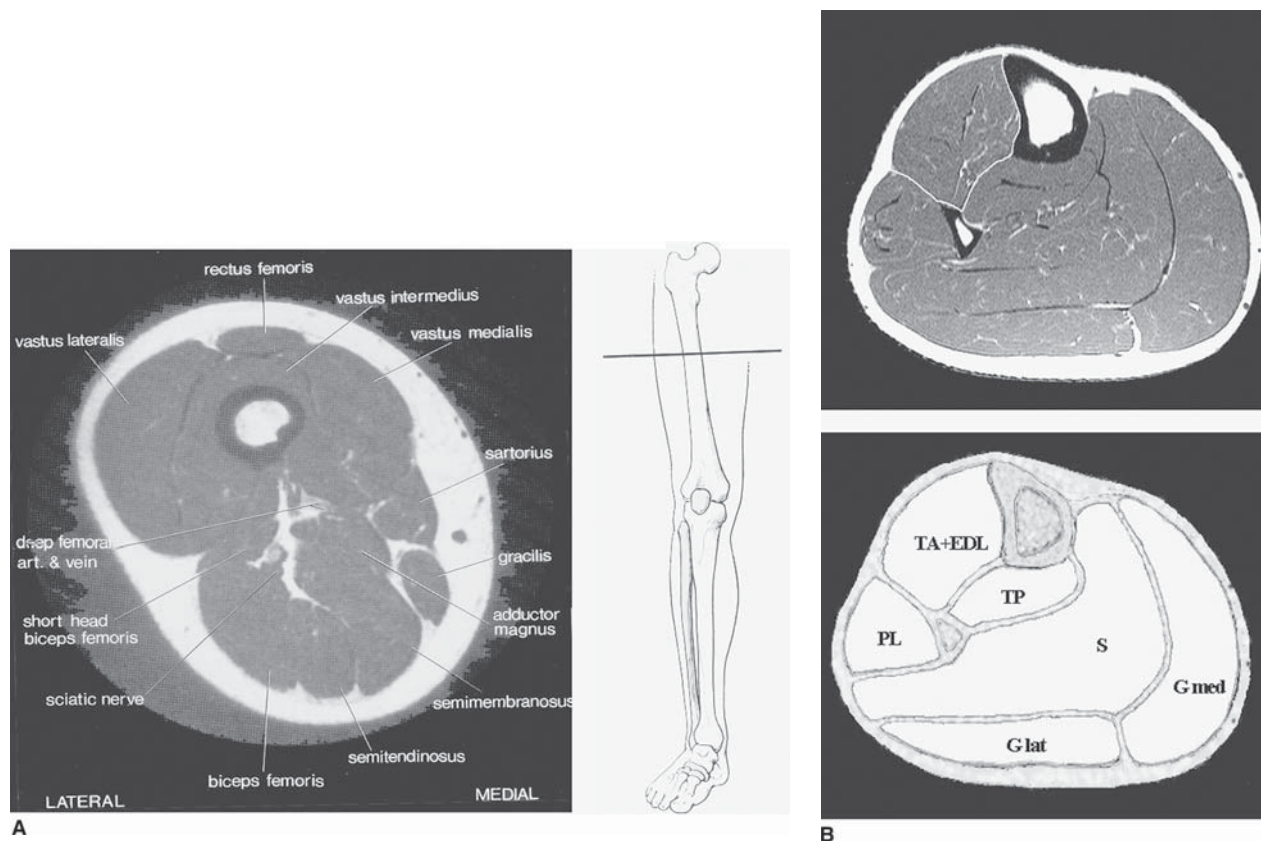 rectus femoris
vastus intermedius
vastus medialis
vastus lateralis
sartorius
deep femoral
art. & vein
gracilis
short head
biceps femoris
adductor
magnus
sciatic nerve
semimembranosus
semitendinosus
biceps femoris
LATERAL
MEDIAL
A
TA+EDL
TP
PL
S
G med
G lat
B